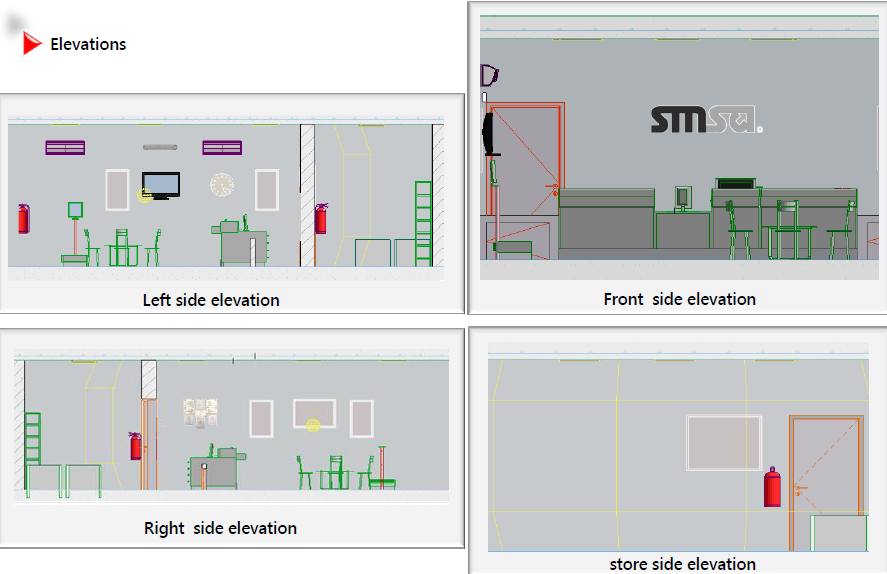 Elevations
smsa.
Left side elevation
Front side elevation
Right side elevation
store side elevation